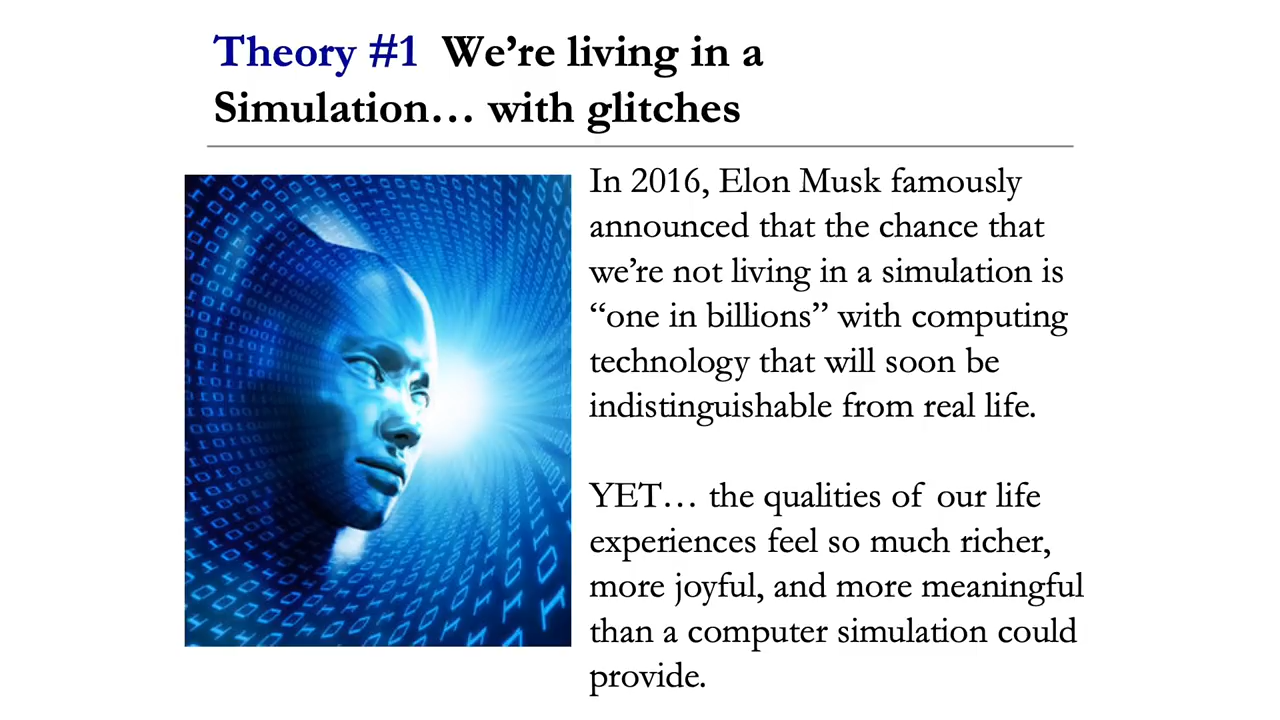 Theory #1 We’re living in a
Simulation… with glitches
In 2016, Elon Musk famously
announced that the chance that
we’re not living in a simulation is
“one in billions” with computing
technology that will soon be
indistinguishable from real life.
YET… the qualities of our life
experiences feel so much richer,
more joyful, and more meaningful
than a computer simulation could
provide.